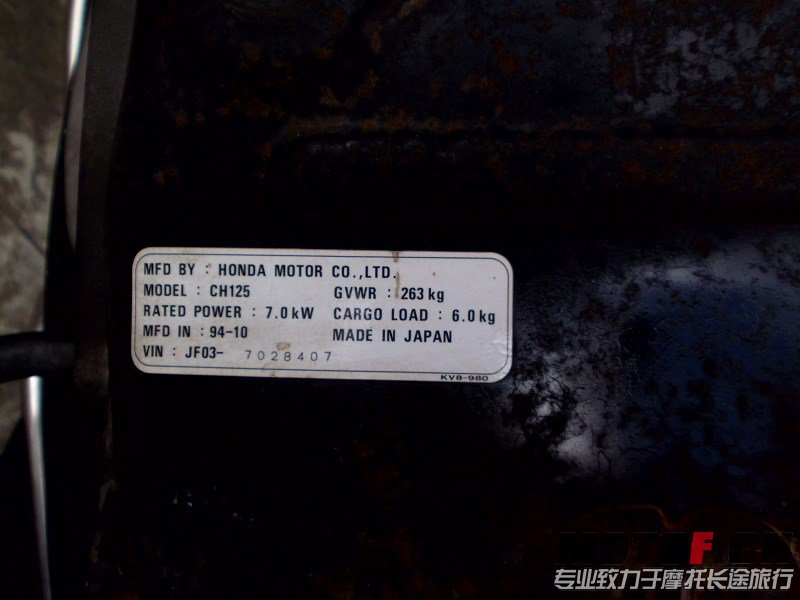 MFD BY : HONDA MOTOR CO.,LTD.
MODEL : CH125 GVWR : 263 kg
RATED POWER : 7.0 kW CARGO LOAD : 6.0 kg
MFD IN : 94-10 MADE IN JAPAN
VIN : JF03- 7028407
KV8-980
专业致力于摩托长途旅行